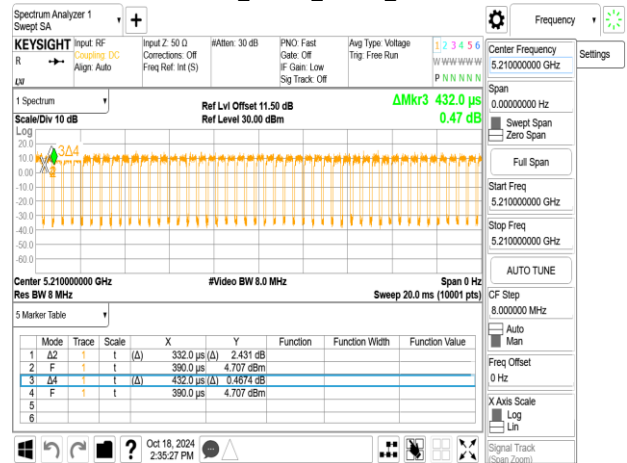 Spectrum Analyzer 1
Swept SA
Frequency
KEYSIGHT
R
Input: RF
Coupling: DC
Align: Auto
Input Z: 50 Ω
Corrections: Off
Freq Ref: Int (S)
#Atten: 30 dB
PNO: Fast
Gate: Off
IF Gain: Low
Sig Track: Off
Avg Type: Voltage
Trig: Free Run
1 2 3 4 5 6
W W W W W W
P N N N N N
Center Frequency
5.210000000 GHz
Settings
Span
0.00000000 Hz
Swept Span
Zero Span
Full Span
Start Freq
5.210000000 GHz
Stop Freq
5.210000000 GHz
AUTO TUNE
CF Step
8.000000 MHz
Auto
Man
Freq Offset
0 Hz
X Axis Scale
Log
Lin
Signal Track
(Span Zoom)
1 Spectrum
Scale/Div 10 dB
Ref Lvl Offset 11.50 dB
Ref Level 30.00 dBm
ΔMkr3 432.0 µs
0.47 dB
Log
20.0
10.0
0.00
-10.0
-20.0
-30.0
-40.0
-50.0
-60.0
3Δ4
Center 5.210000000 GHz
Res BW 8 MHz
#Video BW 8.0 MHz
Span 0 Hz
Sweep 20.0 ms (10001 pts)
5 Marker Table
Mode Trace Scale X Y Function Function Width Function Value
1 Δ2 1 t (Δ) 332.0 µs (Δ) 2.431 dB
2 F 1 t 390.0 µs 4.707 dBm
3 Δ4 1 t (Δ) 432.0 µs (Δ) 0.4674 dB
4 F 1 t 390.0 µs 4.707 dBm
5
6
?
Oct 18, 2024
2:35:27 PM